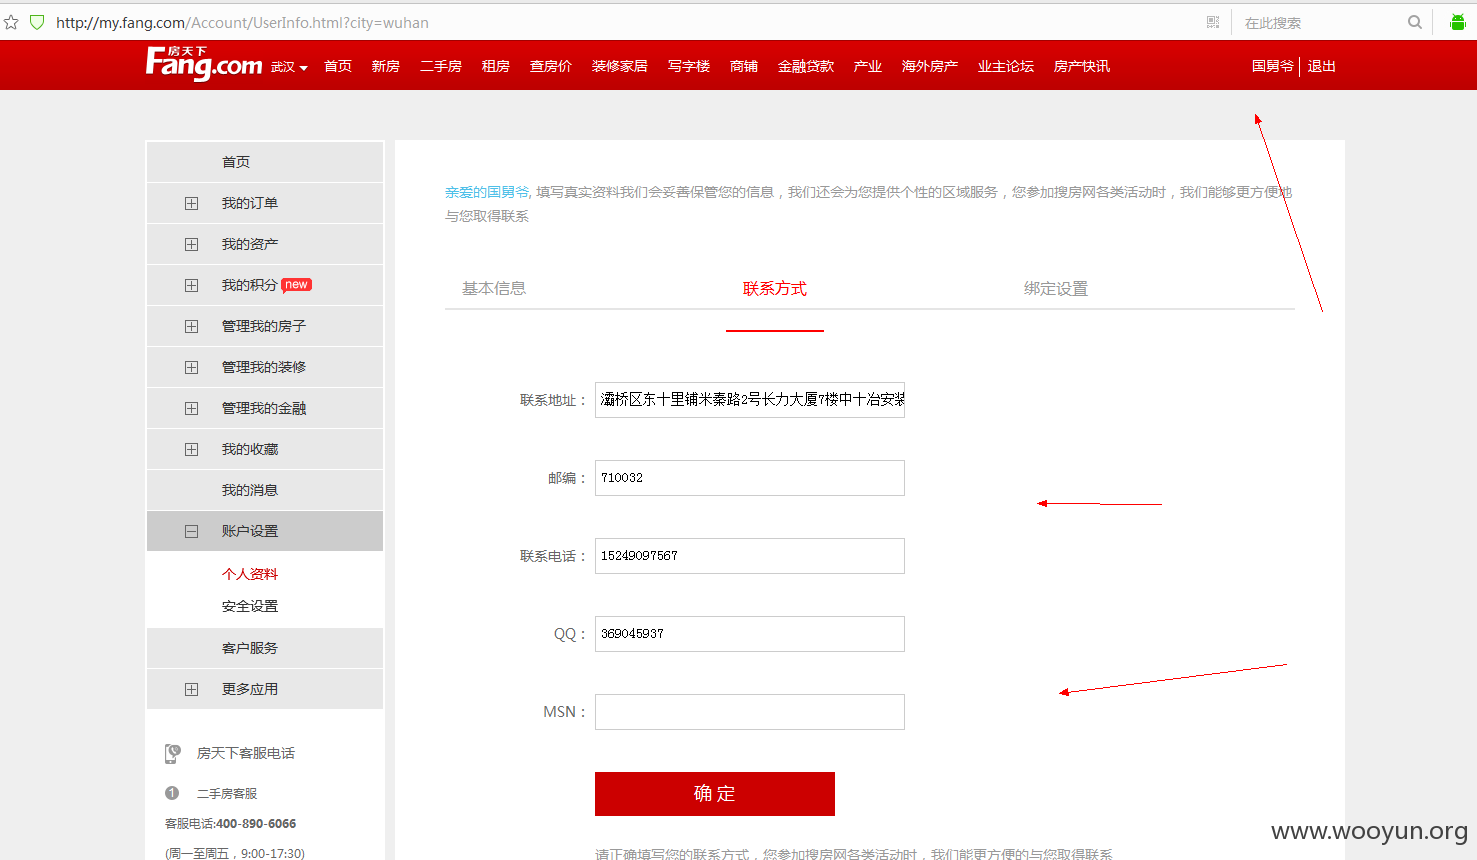 http://my.fang.com/Account/UserInfo.html?city=wuhan 在此搜索
房天下
Fang.com 武汉 首页 新房 二手房 租房 查房价 装修家居 写字楼 商铺 金融贷款 产业 海外房产 业主论坛 房产快讯 国舅爷 退出
首页
我的订单
我的资产
我的积分 new
管理我的房子
管理我的装修
管理我的金融
我的收藏
我的消息
账户设置
个人资料
安全设置
客户服务
更多应用
房天下客服电话
1 二手房客服
客服电话:400-890-6066
(周一至周五，9:00-17:30)
亲爱的国舅爷, 填写真实资料我们会妥善保管您的信息，我们还会为您提供个性的区域服务，您参加搜房网各类活动时，我们能够更方便地
与您取得联系
基本信息 联系方式 绑定设置
联系地址： 灞桥区东十里铺米秦路2号长力大厦7楼中十冶安装
邮编： 710032
联系电话： 15249097567
QQ： 369045937
MSN：
确 定
请正确填写您的联系方式，您参加搜房网各类活动时，我们能更方便的与您取得联系
www.wooyun.org